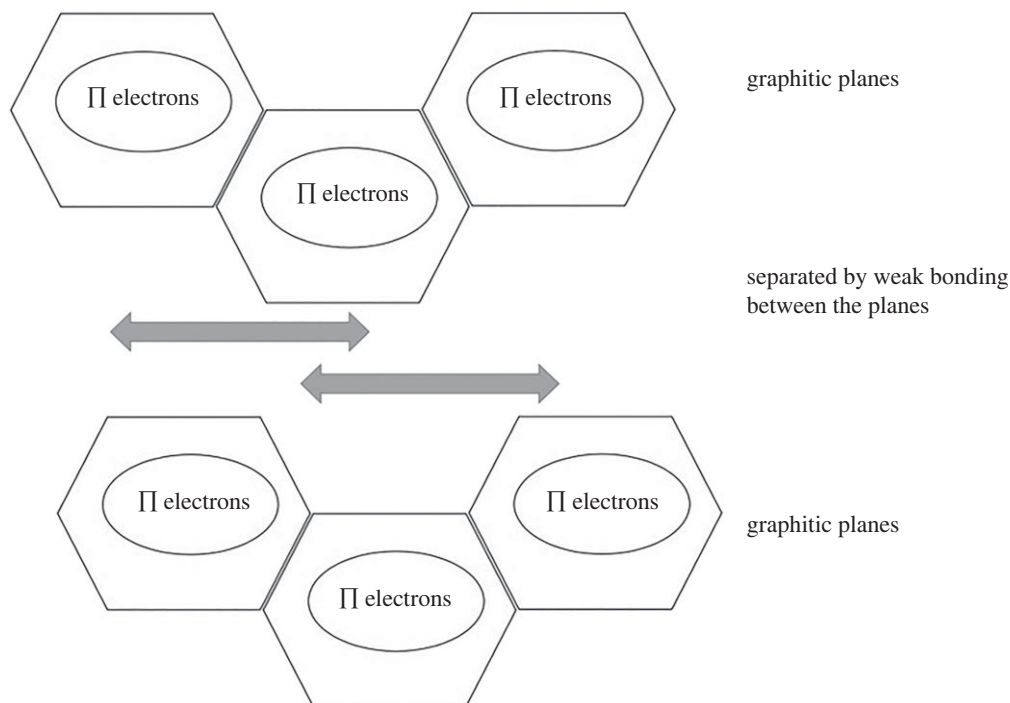 ∏ electrons
∏ electrons
graphitic planes
∏ electrons
separated by weak bonding
between the planes
∏ electrons
∏ electrons
graphitic planes
∏ electrons